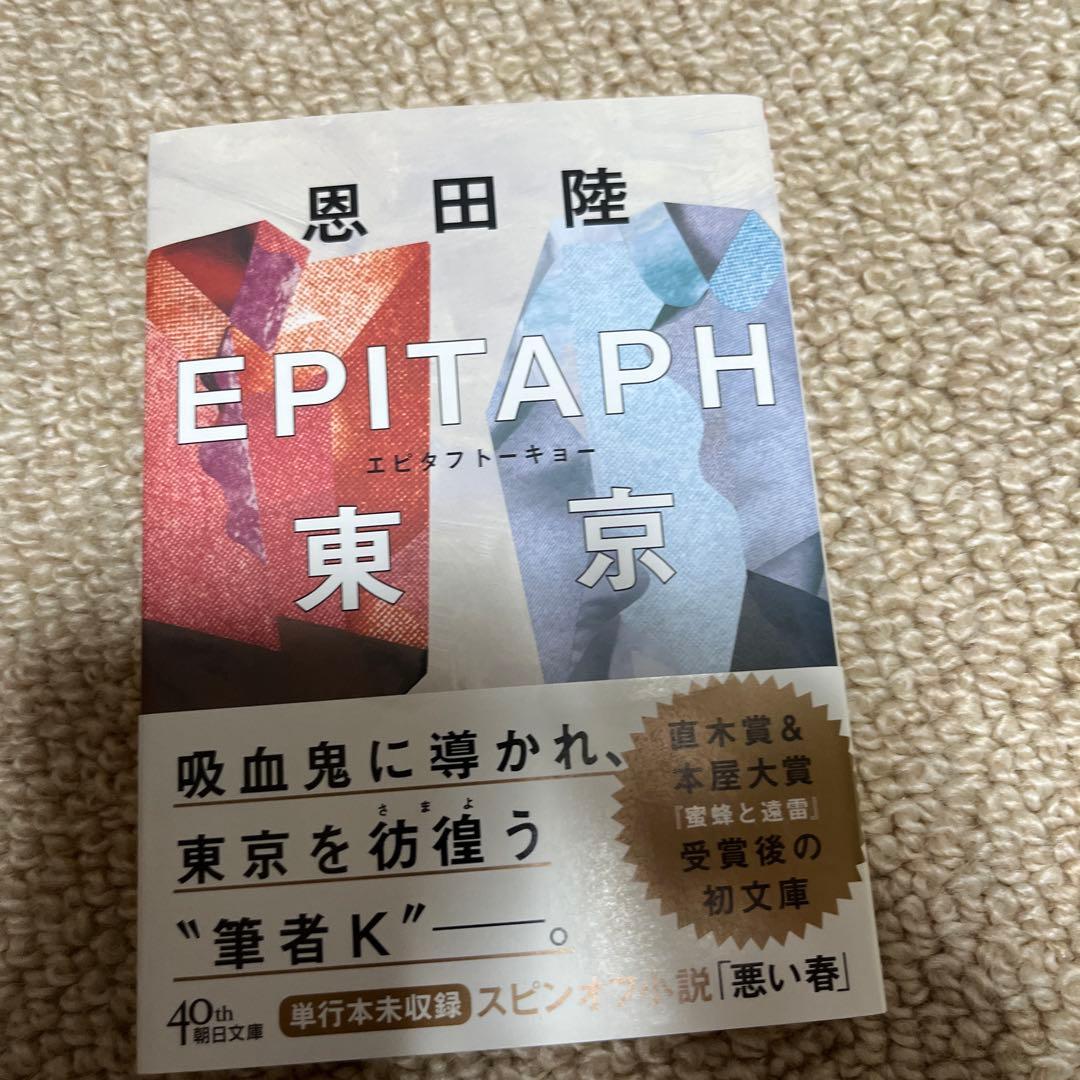 恩田陸
EPITAPH
エピタフトーキョー
東京
吸血鬼に導かれ、
さまよ
東京を彷徨う
“筆者K”――。
直木賞&
本屋大賞
『蜜蜂と遠雷』
受賞後の
初文庫
40th
朝日文庫
単行本未収録 スピンオフ小説「悪い春」